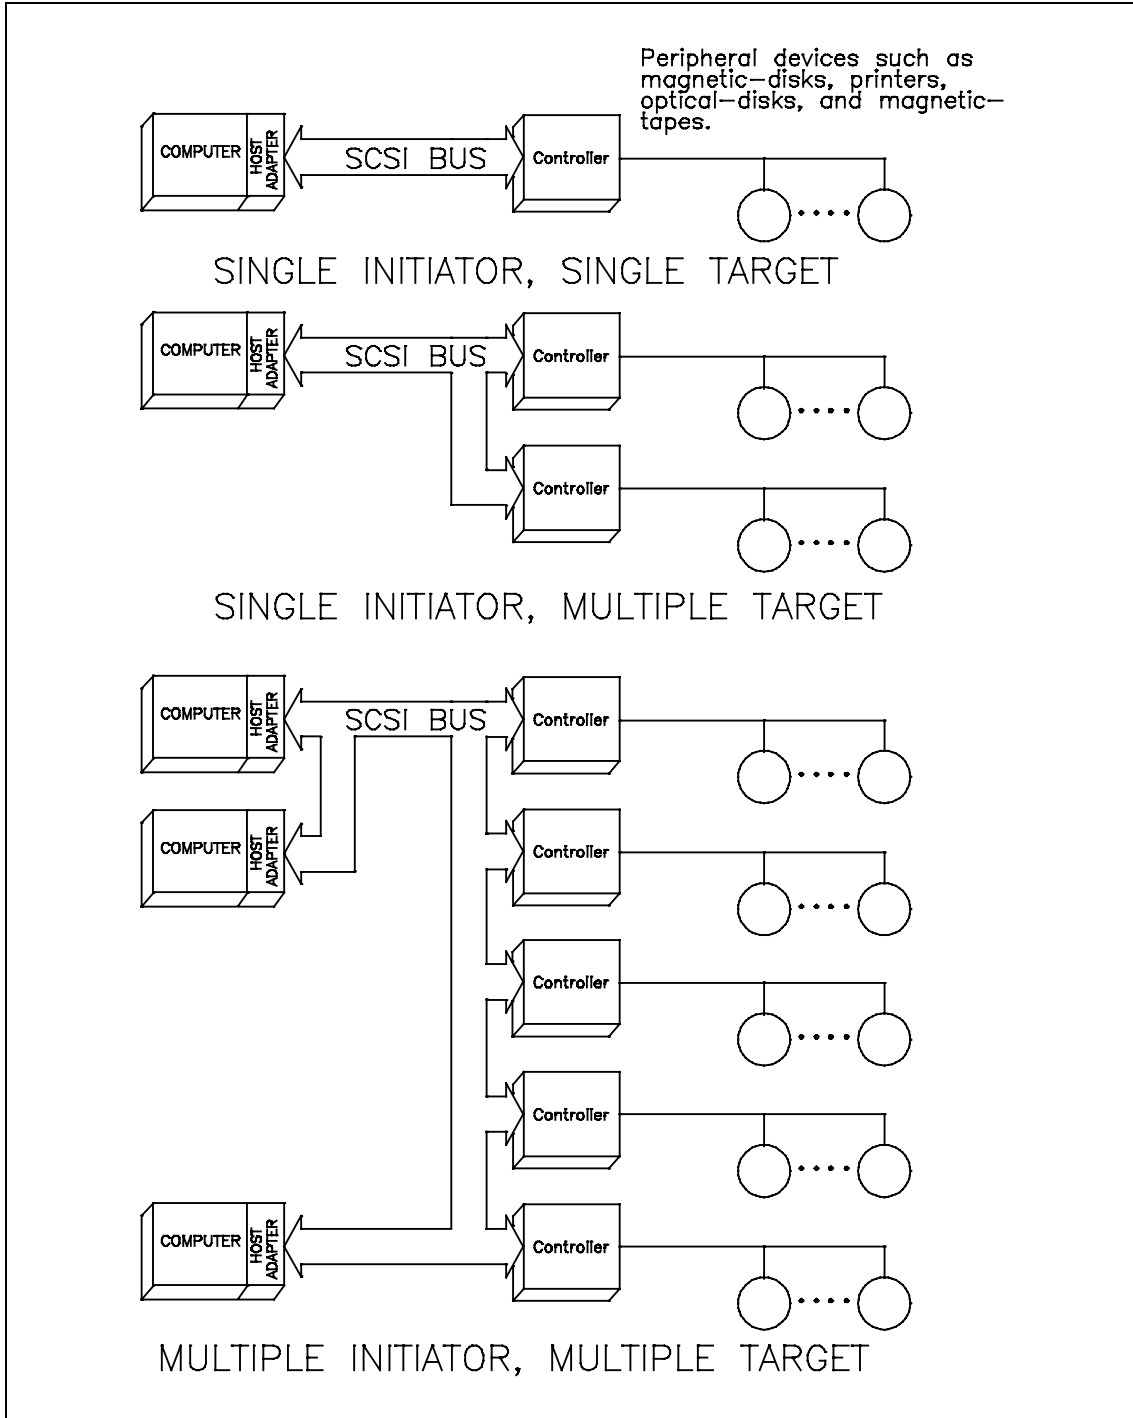 Peripheral devices such as
magnetic-disks, printers,
optical-disks, and magnetic-
tapes.
COMPUTER
HOST
ADAPTER
SCSI BUS
Controller
SINGLE INITIATOR, SINGLE TARGET
COMPUTER
HOST
ADAPTER
SCSI BUS
Controller
Controller
SINGLE INITIATOR, MULTIPLE TARGET
COMPUTER
HOST
ADAPTER
SCSI BUS
Controller
COMPUTER
HOST
ADAPTER
Controller
Controller
Controller
COMPUTER
HOST
ADAPTER
Controller
MULTIPLE INITIATOR, MULTIPLE TARGET